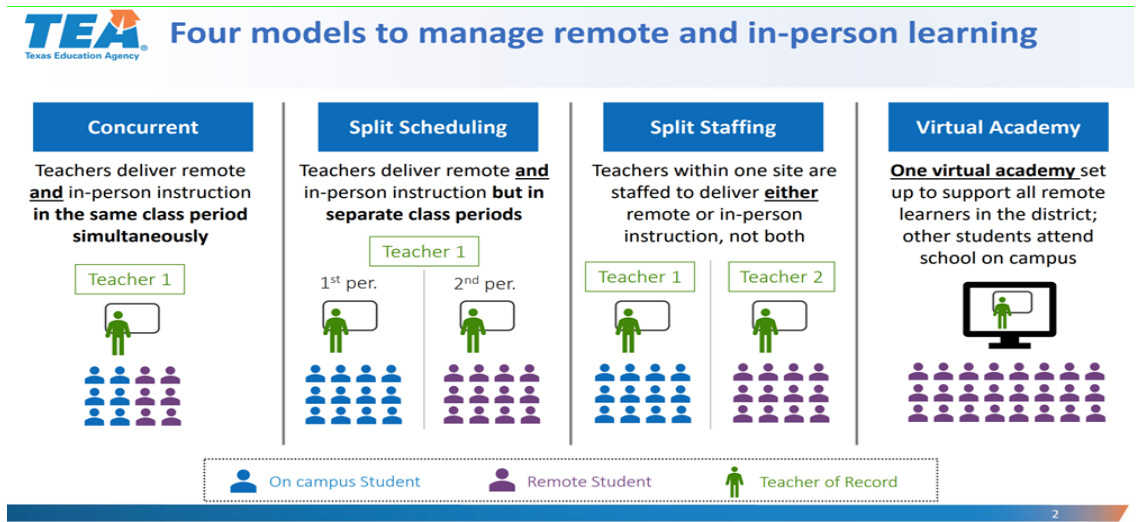 TEA
Texas Education Agency
Four models to manage remote and in-person learning
Concurrent
Teachers deliver remote
and in-person instruction
in the same class period
simultaneously
Teacher 1
Split Scheduling
Teachers deliver remote and
in-person instruction but in
separate class periods
Teacher 1
1st per.
2nd per.
Split Staffing
Teachers within one site are
staffed to deliver either
remote or in-person
instruction, not both
Teacher 1
Teacher 2
Virtual Academy
One virtual academy set
up to support all remote
learners in the district;
other students attend
school on campus
On campus Student
Remote Student
Teacher of Record
2